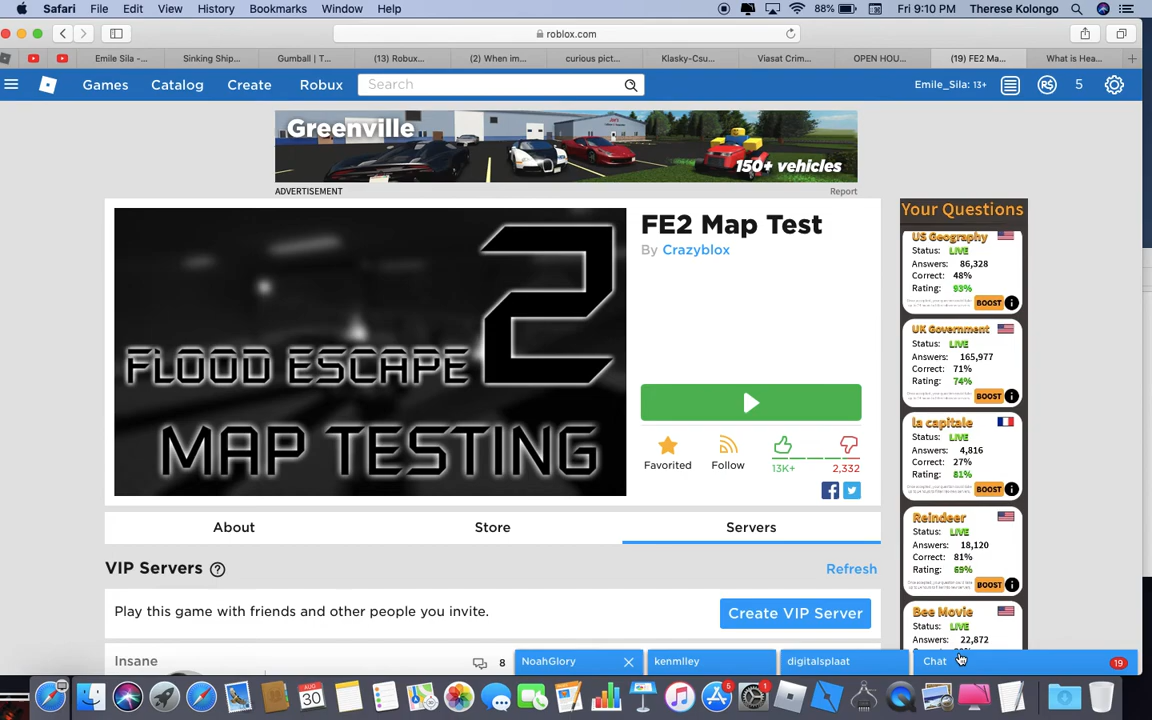 Safari File Edit View History Bookmarks Window Help 88% Fri 9:10 PM Therese Kolongo
roblox.com
Emile Sila -... Sinking Ship... Gumball | T... (13) Robux... (2) When im... curious pict... Klasky-Csu... Viasat Crim... OPEN HOU... (19) FE2 Ma... What is Hea...
Games Catalog Create Robux Search Emile_Sila: 13+ 5
Greenville
150+ vehicles
ADVERTISEMENT Report
FLOOD ESCAPE 2
MAP TESTING
FE2 Map Test
By Crazyblox
Favorited Follow 13K+ 2,332
Your Questions
US Geography
Status: LIVE
Answers: 86,328
Correct: 48%
Rating: 93%
BOOST
UK Government
Status: LIVE
Answers: 165,977
Correct: 71%
Rating: 74%
BOOST
la capitale
Status: LIVE
Answers: 4,816
Correct: 27%
Rating: 81%
BOOST
Reindeer
Status: LIVE
Answers: 18,120
Correct: 81%
Rating: 69%
BOOST
Bee Movie
Status: LIVE
Answers: 22,872
About Store Servers
VIP Servers Refresh
Play this game with friends and other people you invite. Create VIP Server
Insane 8
NoahGlory kenmlley digitalsplaat Chat 19
AUG
30
5
1